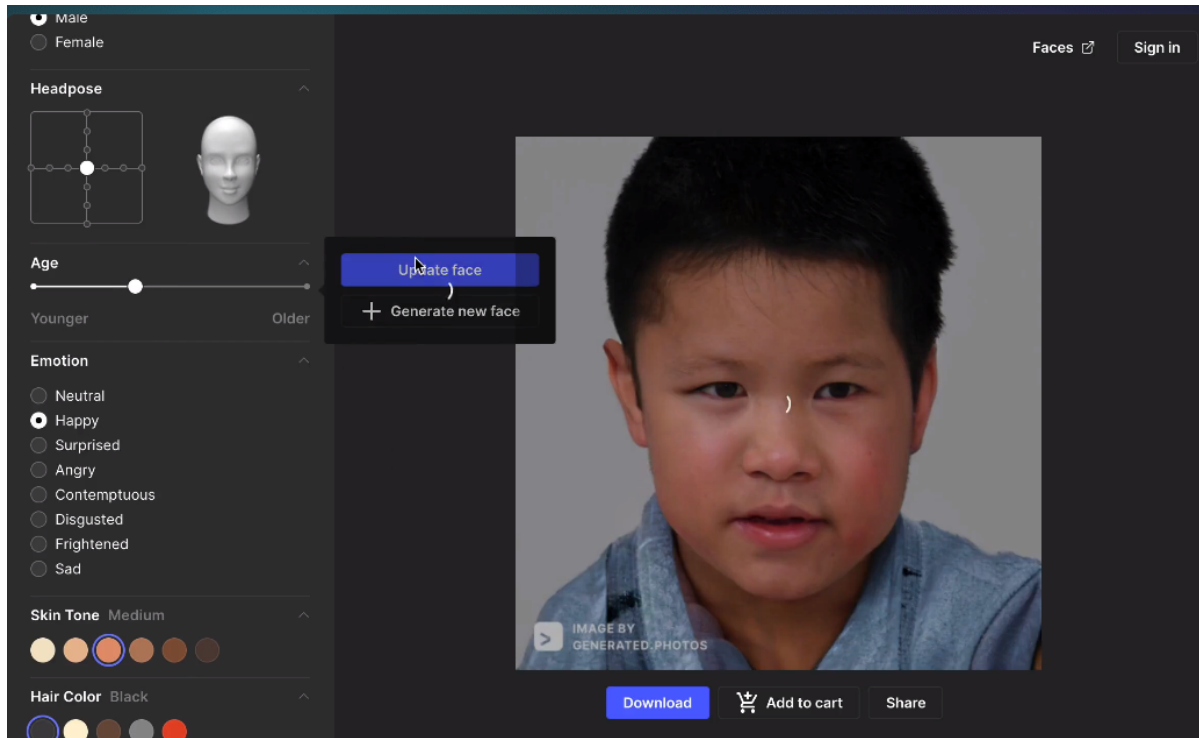 Male
Female
Faces
Sign in
Headpose
Age
Younger
Older
Update face
Generate new face
Emotion
Neutral
Happy
Surprised
Angry
Contemptuous
Disgusted
Frightened
Sad
Skin Tone Medium
Hair Color Black
IMAGE BY
GENERATED.PHOTOS
Download
Add to cart
Share